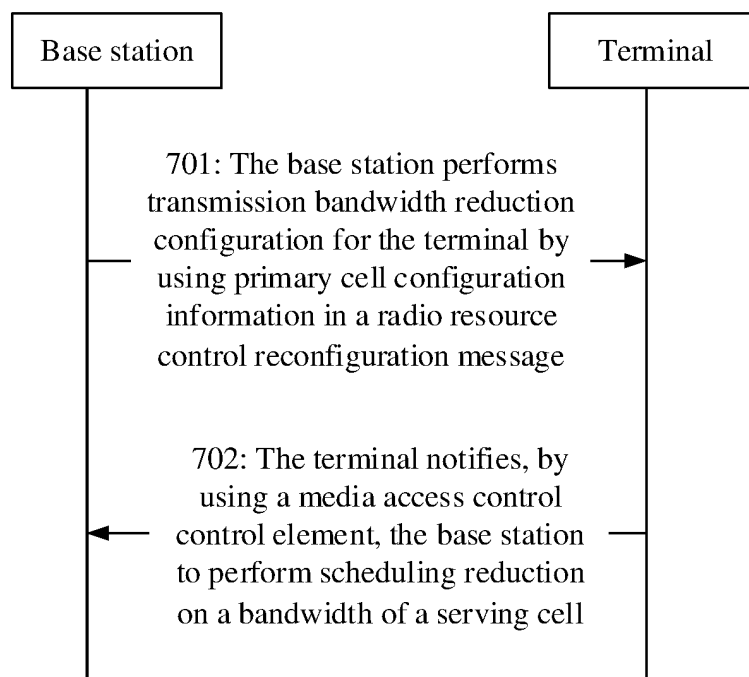 Base station
Terminal
701: The base station performs
transmission bandwidth reduction
configuration for the terminal by
using primary cell configuration
information in a radio resource
control reconfiguration message
702: The terminal notifies, by
using a media access control
control element, the base station
to perform scheduling reduction
on a bandwidth of a serving cell